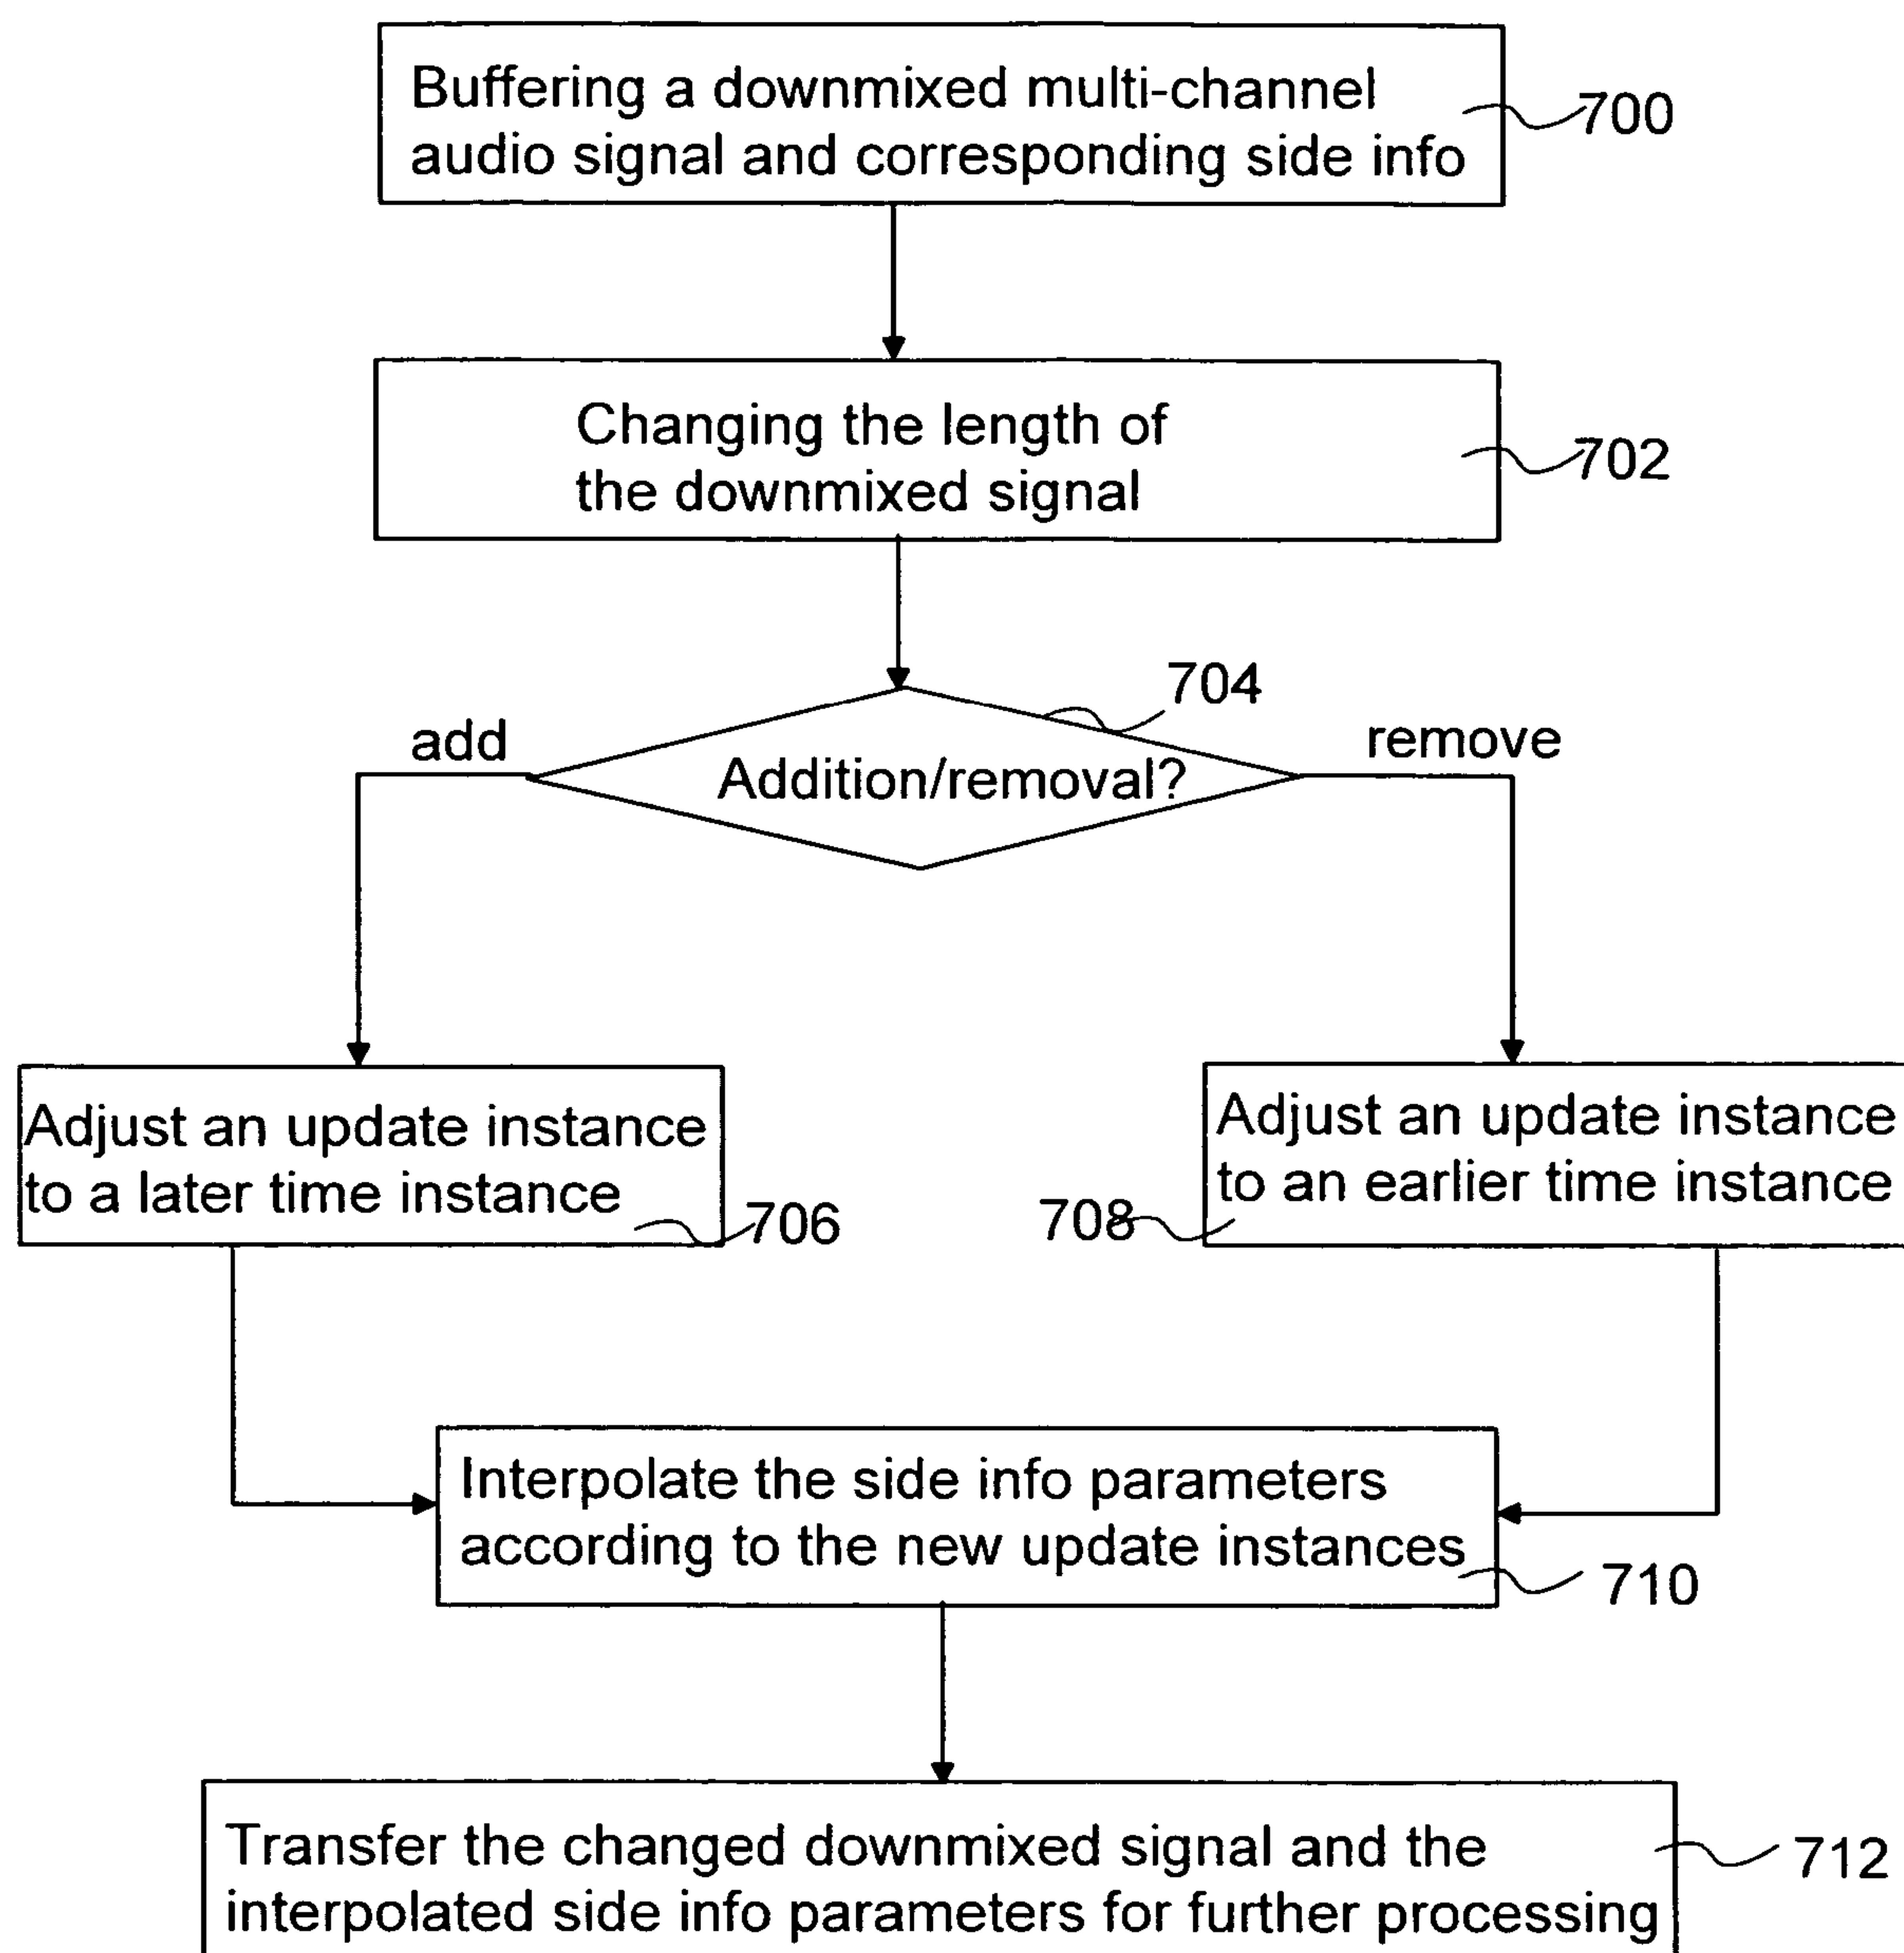 Buffering a downmixed multi-channel
audio signal and corresponding side info
700
Changing the length of
the downmixed signal
702
704
add
remove
Addition/removal?
Adjust an update instance
to a later time instance
706
Adjust an update instance
to an earlier time instance
708
Interpolate the side info parameters
according to the new update instances
710
Transfer the changed downmixed signal and the
interpolated side info parameters for further processing
712